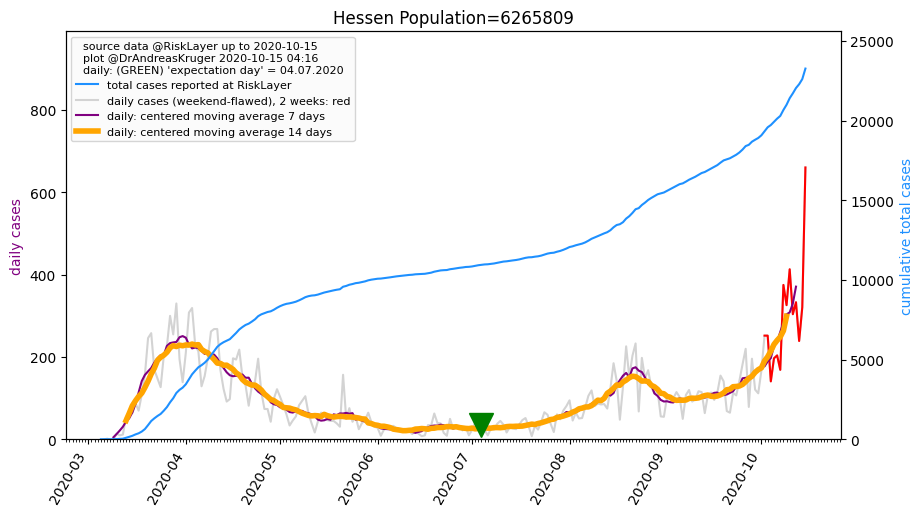 Hessen Population=6265809
source data @RiskLayer up to 2020-10-15
plot @DrAndreasKruger 2020-10-15 04:16
daily: (GREEN) 'expectation day' = 04.07.2020
total cases reported at RiskLayer
daily cases (weekend-flawed), 2 weeks: red
daily: centered moving average 7 days
daily: centered moving average 14 days
daily cases
800
600
400
200
0
25000
20000
15000
10000
5000
0
cumulative total cases
2020-03
2020-04
2020-05
2020-06
2020-07
2020-08
2020-09
2020-10